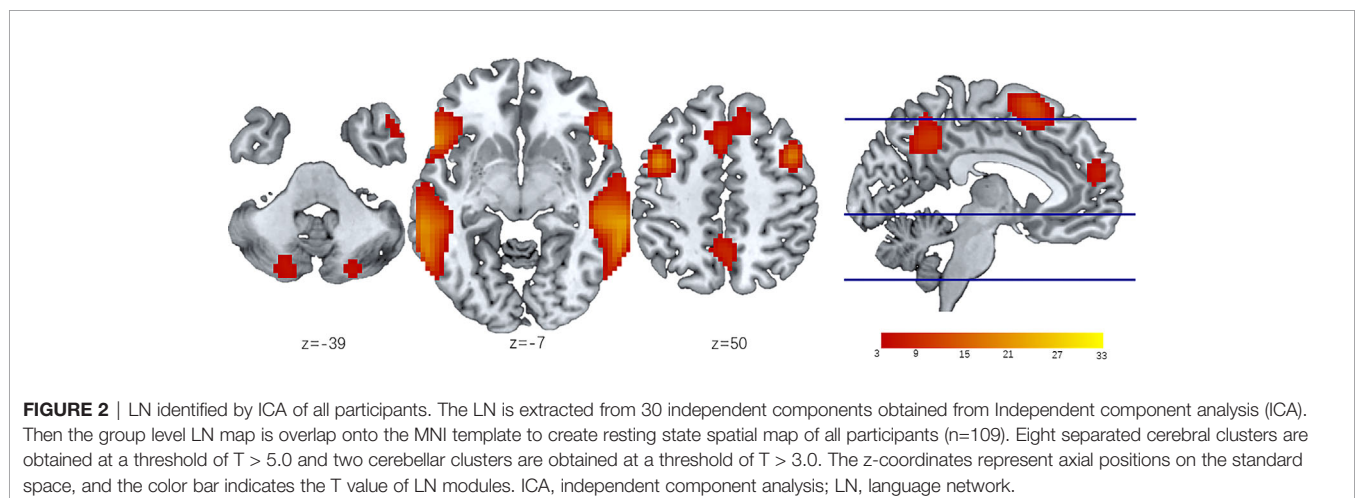 z=-39
z=-7
z=50
3 9 15 21 27 33
FIGURE 2 | LN identified by ICA of all participants. The LN is extracted from 30 independent components obtained from Independent component analysis (ICA).
Then the group level LN map is overlap onto the MNI template to create resting state spatial map of all participants (n=109). Eight separated cerebral clusters are
obtained at a threshold of T > 5.0 and two cerebellar clusters are obtained at a threshold of T > 3.0. The z-coordinates represent axial positions on the standard
space, and the color bar indicates the T value of LN modules. ICA, independent component analysis; LN, language network.